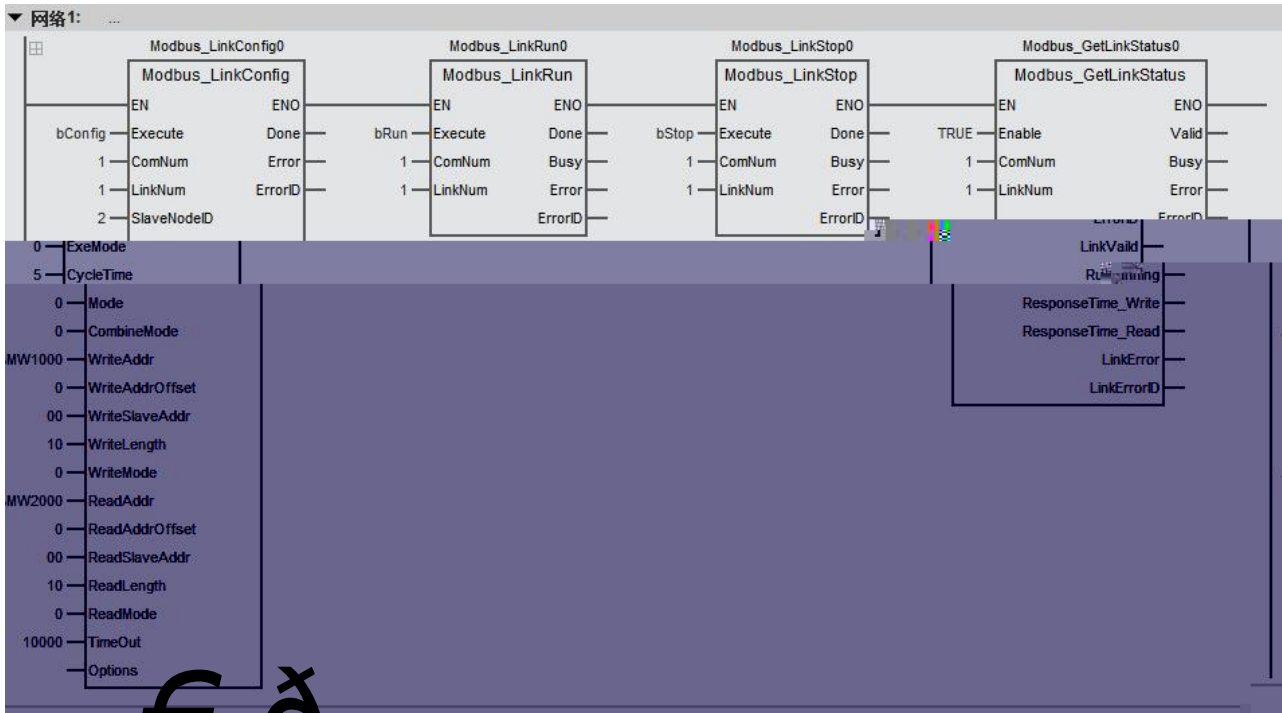 网络1: ...
Modbus_LinkConfig0 Modbus_LinkRun0 Modbus_LinkStop0 Modbus_GetLinkStatus0
Modbus_LinkConfig Modbus_LinkRun Modbus_LinkStop Modbus_GetLinkStatus
EN ENO EN ENO EN ENO EN ENO
bConfig Execute Done bRun Execute Done bStop Execute Done TRUE Enable Valid
1 ComNum Error 1 ComNum Busy 1 ComNum Busy 1 ComNum Busy
1 LinkNum ErrorID 1 LinkNum Error 1 LinkNum Error 1 LinkNum Error
2 SlaveNodeID ErrorID ErrorID ErrorID
0 ExeMode LinkVaild
5 CycleTime
0 Mode ResponseTime_Write
0 CombineMode ResponseTime_Read
MW1000 WriteAddr LinkError
0 WriteAddrOffset LinkErrorID
00 WriteSlaveAddr
10 WriteLength
0 WriteMode
MW2000 ReadAddr
0 ReadAddrOffset
00 ReadSlaveAddr
10 ReadLength
0 ReadMode
10000 TimeOut
Options